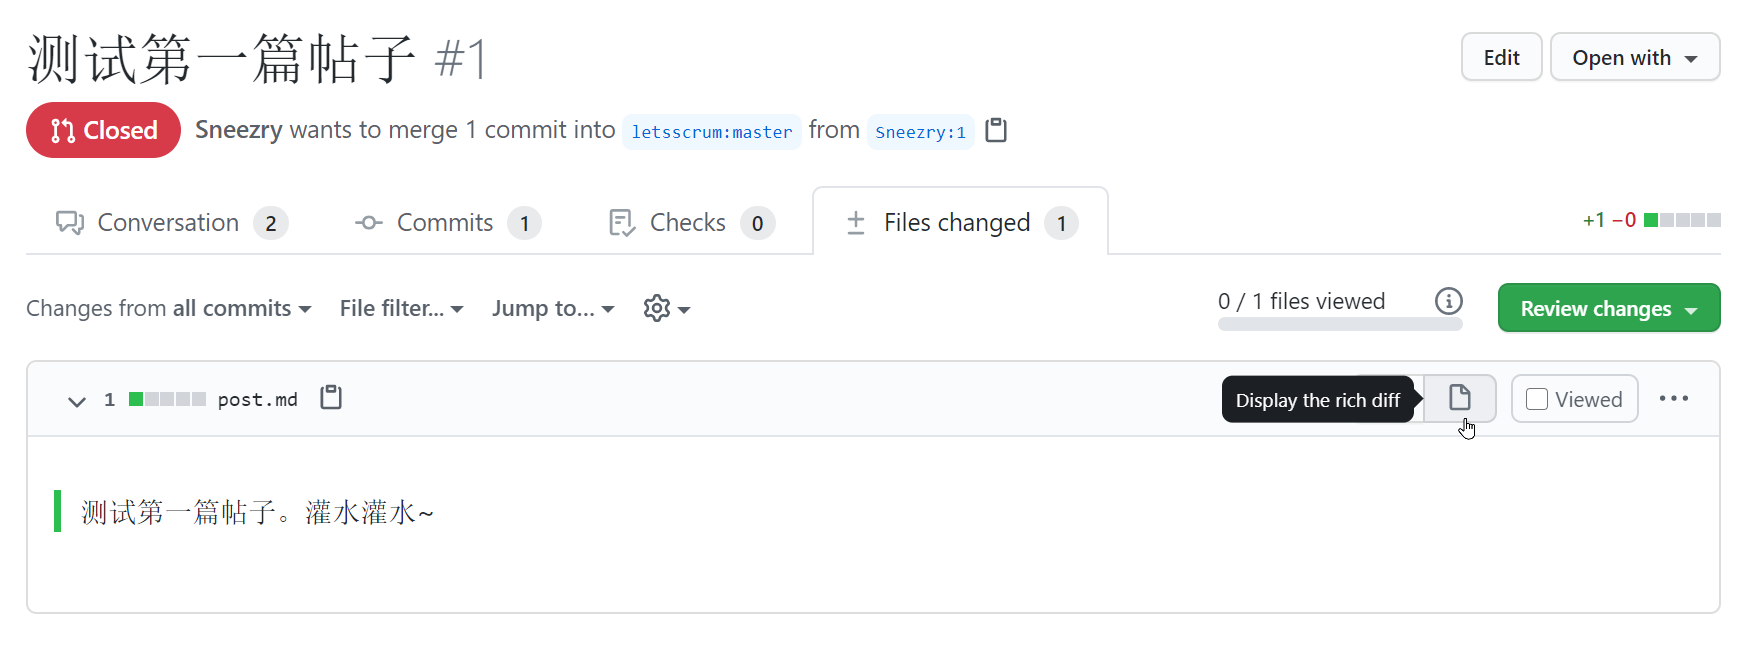 测试第一篇帖子 #1
Edit
Open with
Closed
Sneezry wants to merge 1 commit into letsscrum:master from Sneezry:1
Conversation 2
Commits 1
Checks 0
Files changed 1
+1 −0
Changes from all commits
File filter...
Jump to...
0 / 1 files viewed
Review changes
1 post.md
Display the rich diff
Viewed
测试第一篇帖子。灌水灌水~